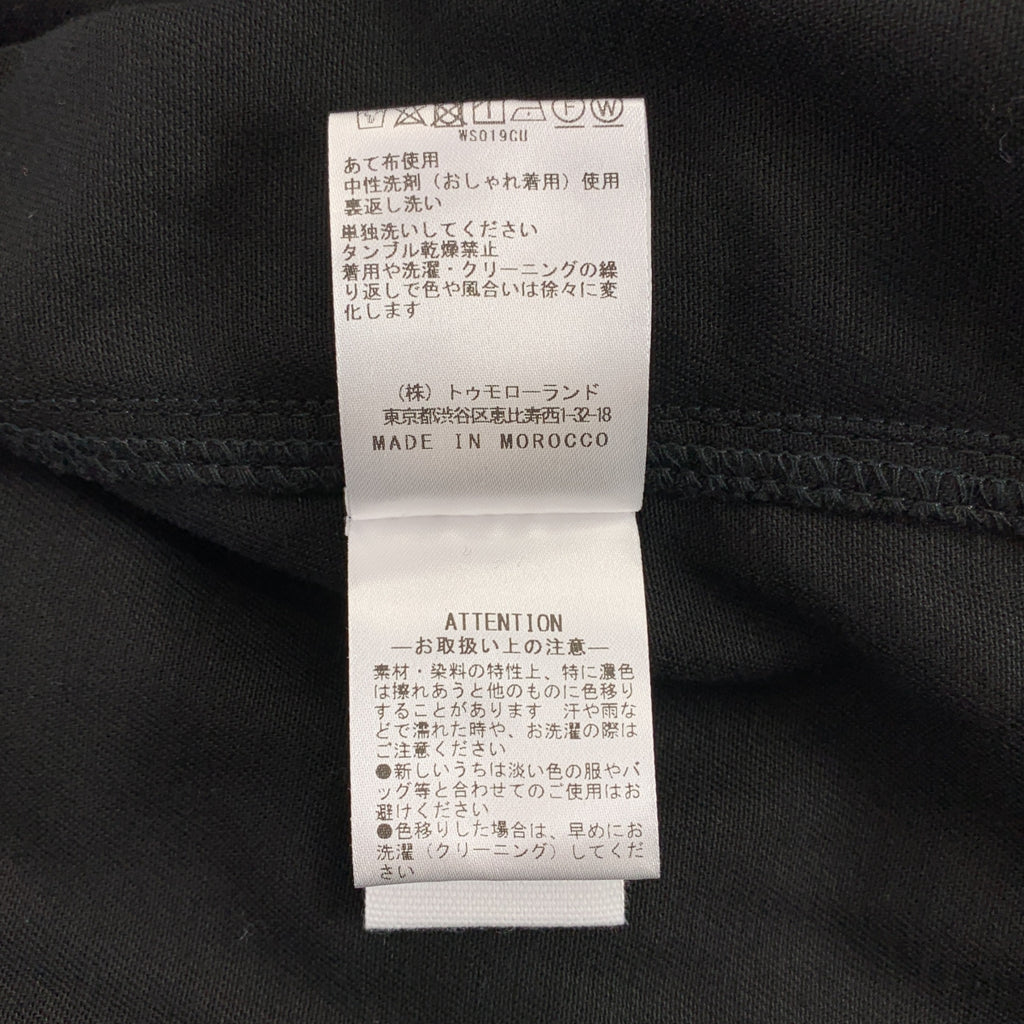 F W
WS019CU
あて布使用
中性洗剤（おしゃれ着用）使用
裏返し洗い
単独洗いしてください
タンブル乾燥禁止
着用や洗濯・クリーニングの繰
り返しで色や風合いは徐々に変
化します
（株）トゥモローランド
東京都渋谷区恵比寿西1-32-18
MADE IN MOROCCO
ATTENTION
―お取扱い上の注意―
素材・染料の特性上、特に濃色
は擦れあうと他のものに色移り
することがあります　汗や雨な
どで濡れた時や、お洗濯の際は
ご注意ください
●新しいうちは淡い色の服やバ
ッグ等と合わせてのご使用はお
避けください
●色移りした場合は、早めにお
洗濯（クリーニング）してくだ
さい